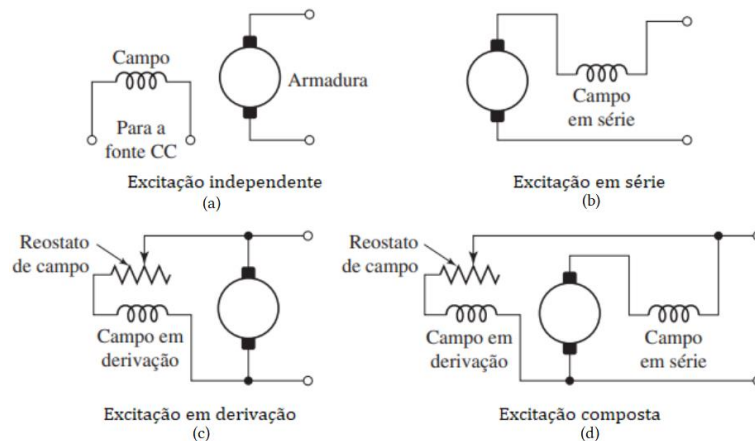 Campo
Para a
fonte CC
Armadura
Excitação independente
(a)
Campo
em série
Excitação em série
(b)
Reostato
de campo
Campo em
derivação
Excitação em derivação
(c)
Reostato
de campo
Campo em
derivação
Campo
em série
Excitação composta
(d)